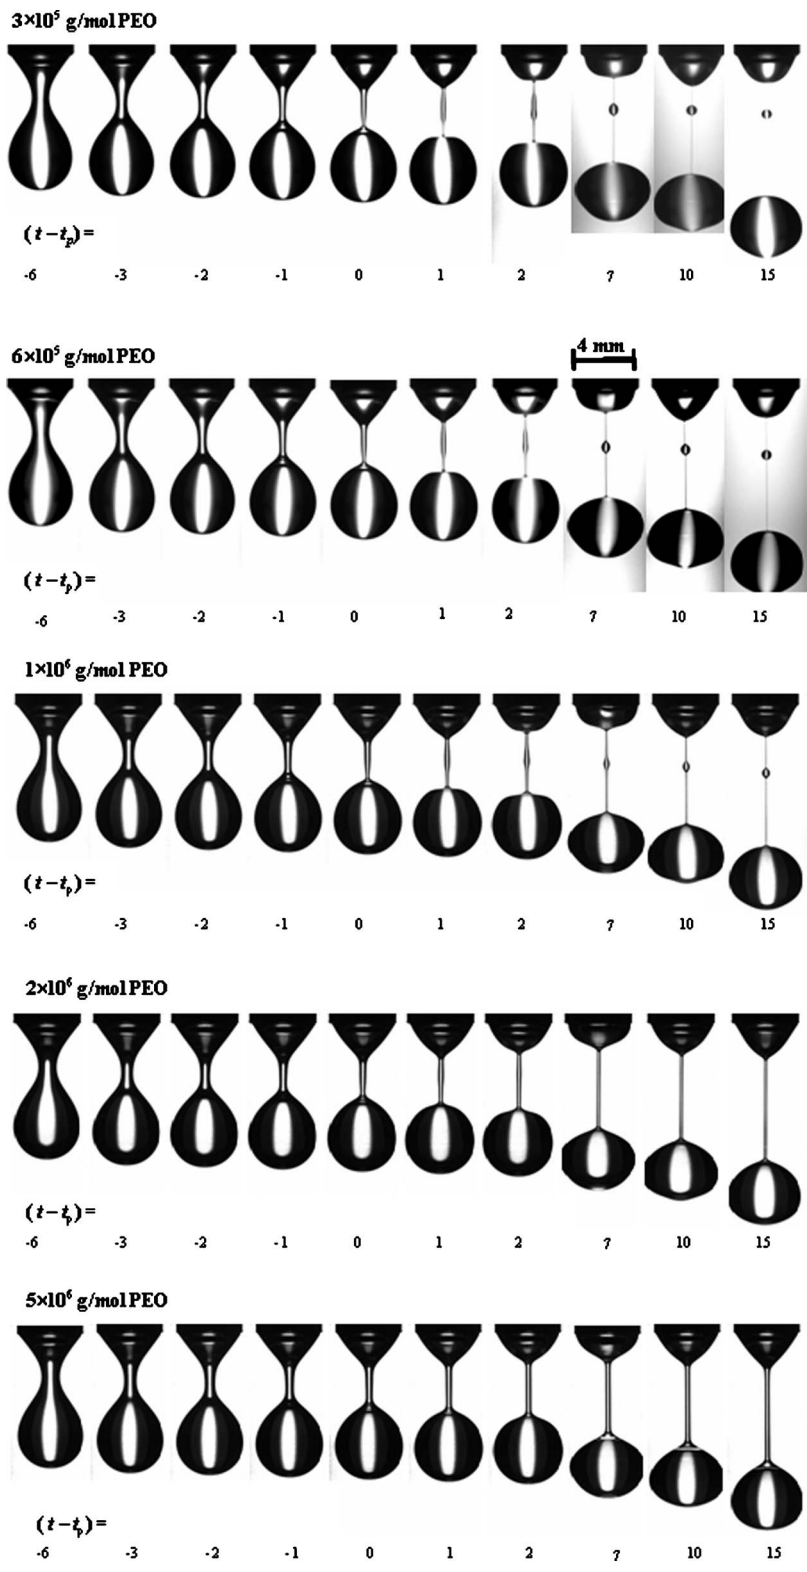 3×10⁵ g/mol PEO
(t – tₚ) =
-6 -3 -2 -1 0 1 2 7 10 15
6×10⁵ g/mol PEO
4 mm
(t – tₚ) =
-6 -3 -2 -1 0 1 2 7 10 15
1×10⁶ g/mol PEO
(t – tₚ) =
-6 -3 -2 -1 0 1 2 7 10 15
2×10⁶ g/mol PEO
(t – tₚ) =
-6 -3 -2 -1 0 1 2 7 10 15
5×10⁶ g/mol PEO
(t – tₚ) =
-6 -3 -2 -1 0 1 2 7 10 15